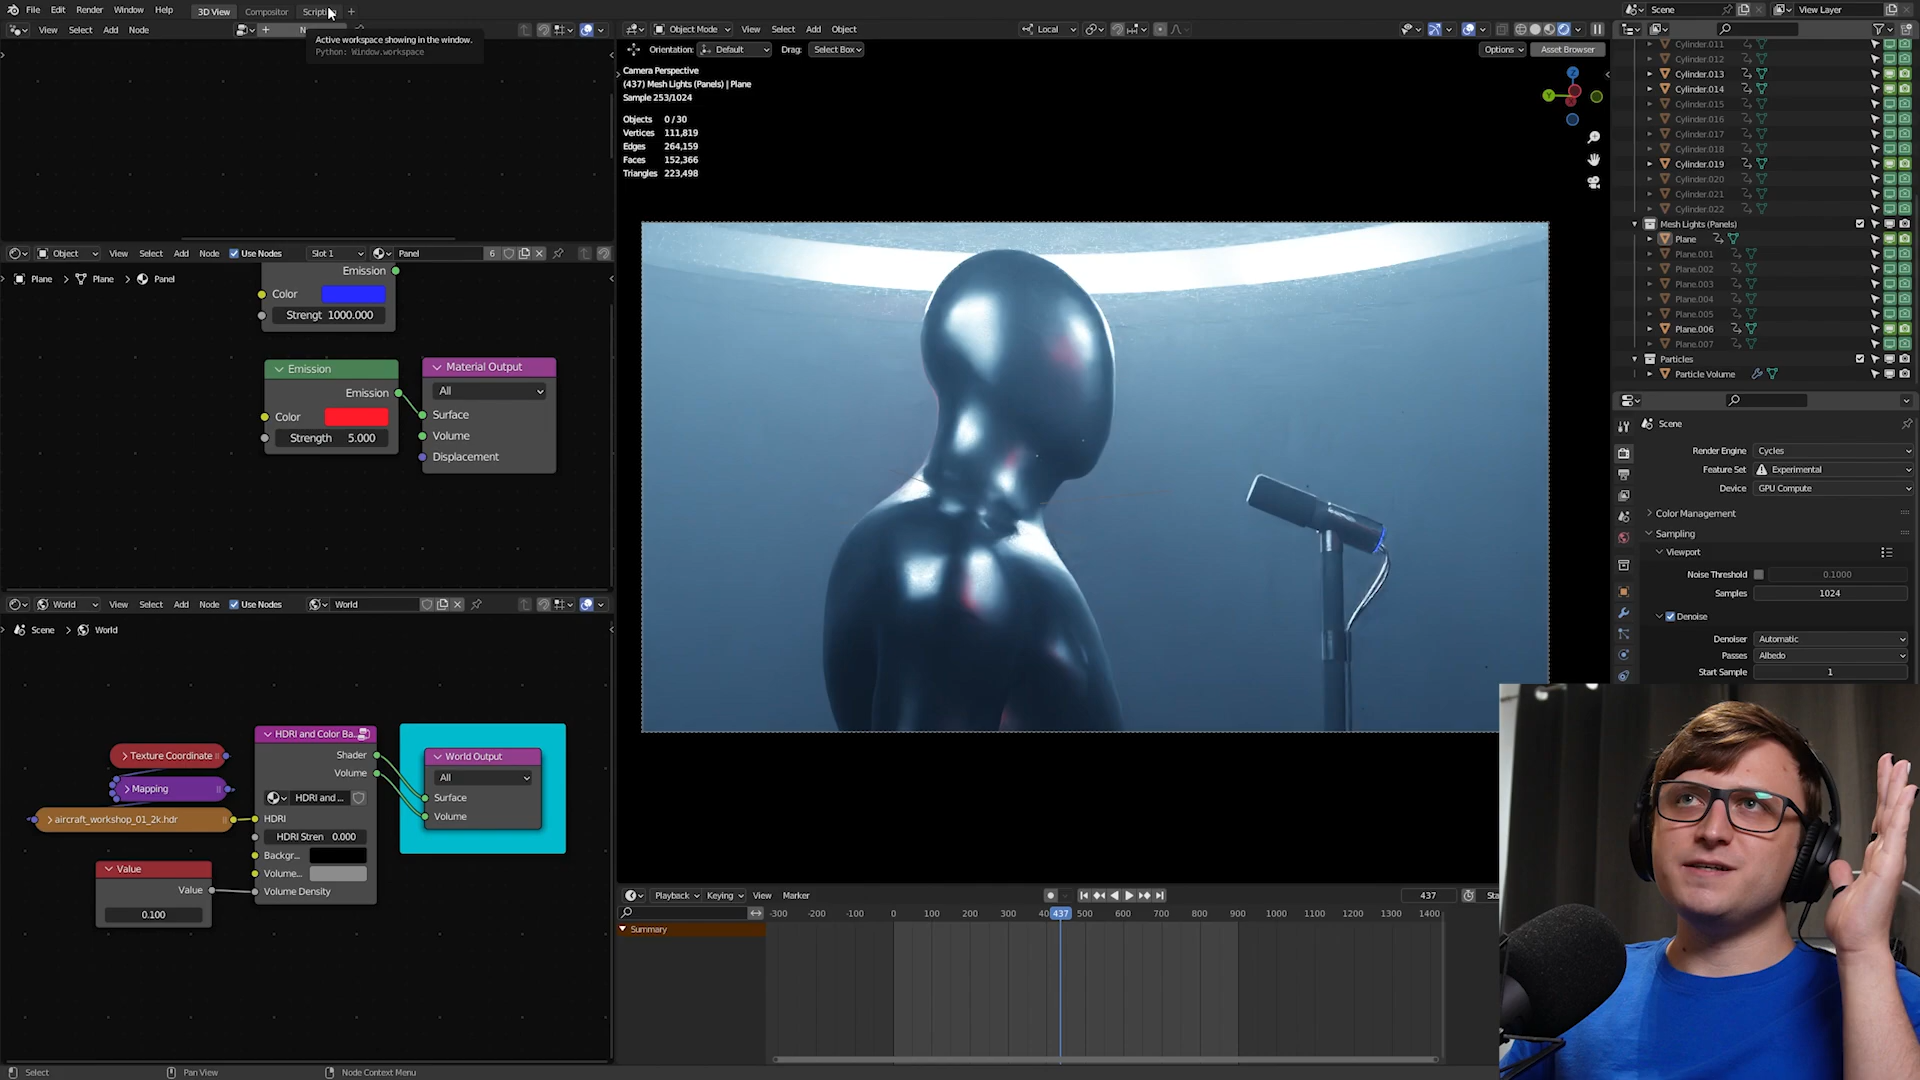 File Edit Render Window Help 3D View Compositor Scripti
Scene View Layer
View Select Add Node
Active workspace showing in the window.
Python: Window.workspace
Object Mode View Select Add Object Local
Orientation: Default Drag: Select Box
Options Asset Browser
Camera Perspective
(437) Mesh Lights (Panels) | Plane
Sample 253/1024
Objects 0/30
Vertices 111,819
Edges 264,159
Faces 152,366
Triangles 223,498
Cylinder.011
Cylinder.012
Cylinder.013
Cylinder.014
Cylinder.015
Cylinder.016
Cylinder.017
Cylinder.018
Cylinder.019
Cylinder.020
Cylinder.021
Cylinder.022
Mesh Lights (Panels)
Plane
Plane.001
Plane.002
Plane.003
Plane.004
Plane.005
Plane.006
Plane.007
Particles
Particle Volume
Object View Select Add Node Use Nodes Slot 1 Panel 6
Plane > Plane > Panel
Emission
Color
Strengt 1000.000
Emission
Emission
Color
Strength 5.000
Material Output
All
Surface
Volume
Displacement
Scene
Render Engine Cycles
Feature Set Experimental
Device GPU Compute
Color Management
Sampling
Viewport
Noise Threshold 0.1000
Samples 1024
Denoise
Denoiser Automatic
Passes Albedo
Start Sample 1
World View Select Add Node Use Nodes World
Scene > World
Texture Coordinate
Mapping
aircraft_workshop_01_2k.hdr
Value
Value
0.100
HDRI and Color Ba..
Shader
Volume
HDRI and ...
HDRI
HDRI Stren 0.000
Backgr...
Volume...
Volume Density
World Output
All
Surface
Volume
Playback Keying View Marker 437 Sta
-300 -200 -100 0 100 200 300 40 437 500 600 700 800 900 1000 1100 1200 1300 1400
Summary
Select Pan View Node Context Menu